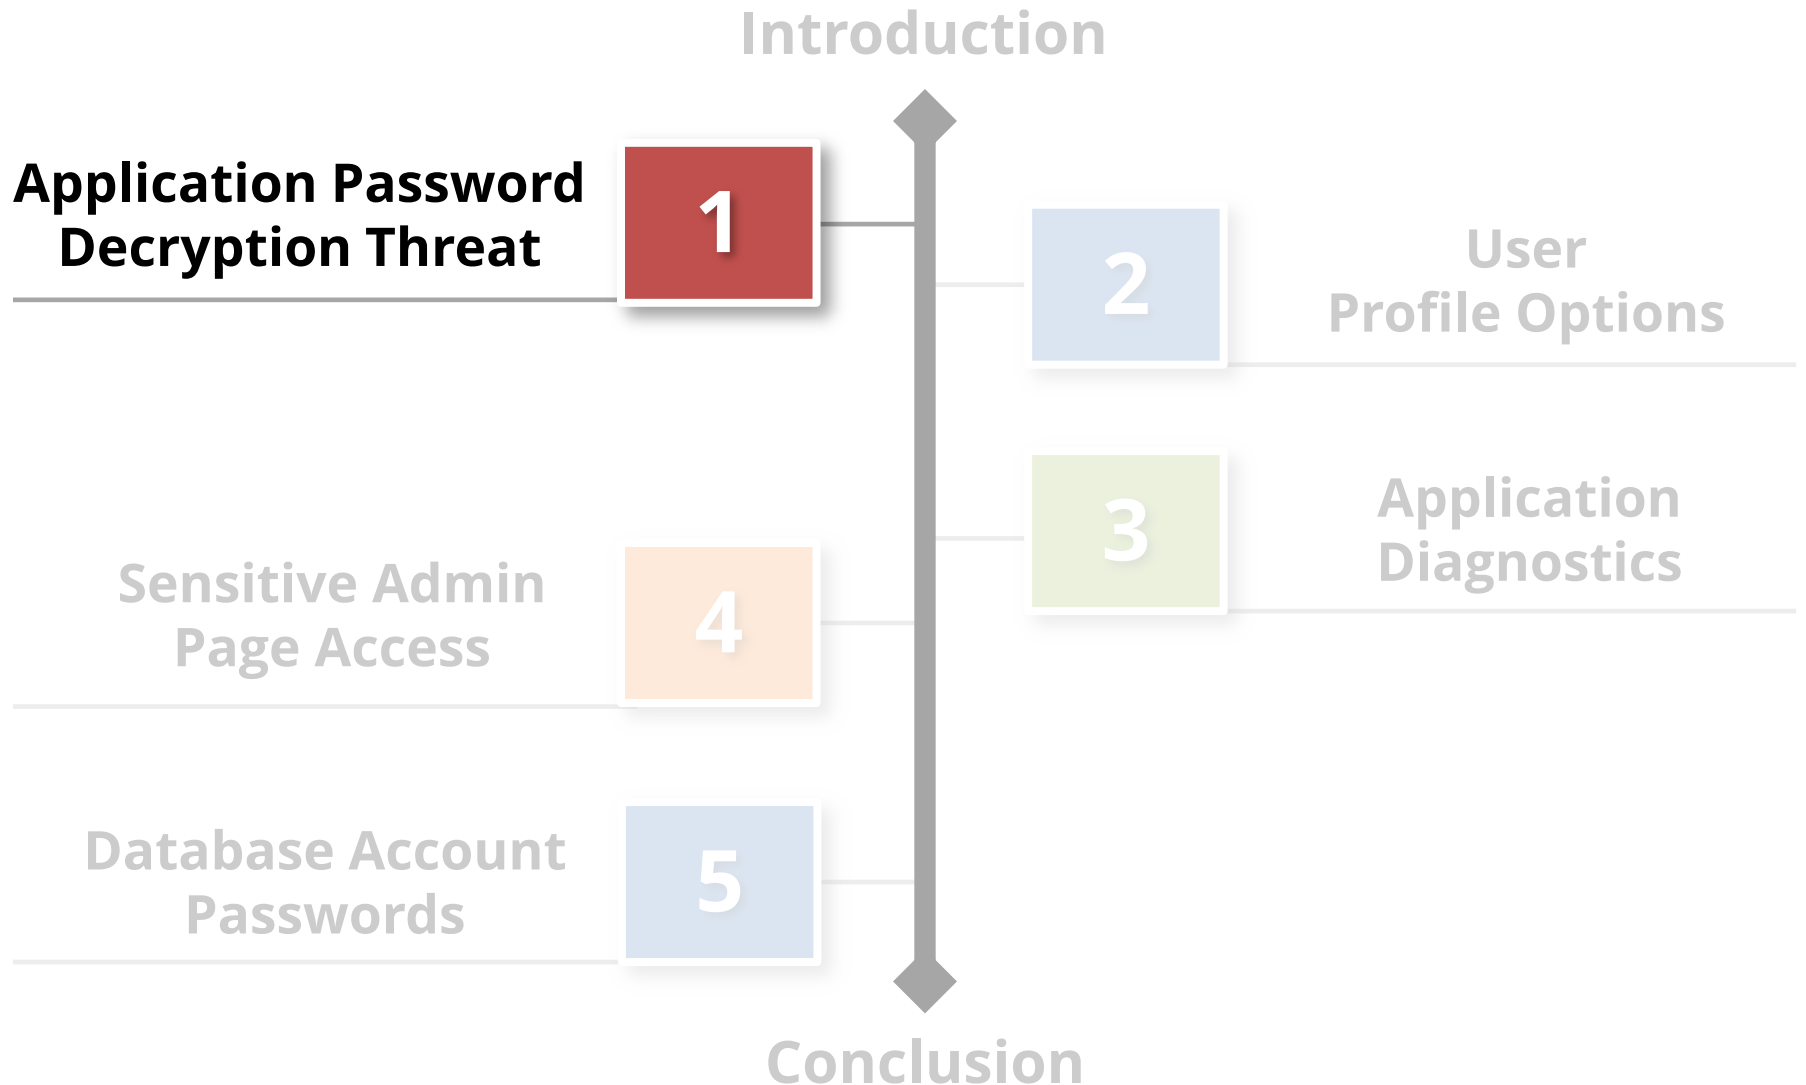 Introduction
Application Password
Decryption Threat
1
2
User
Profile Options
3
Application
Diagnostics
Sensitive Admin
Page Access
4
Database Account
Passwords
5
Conclusion